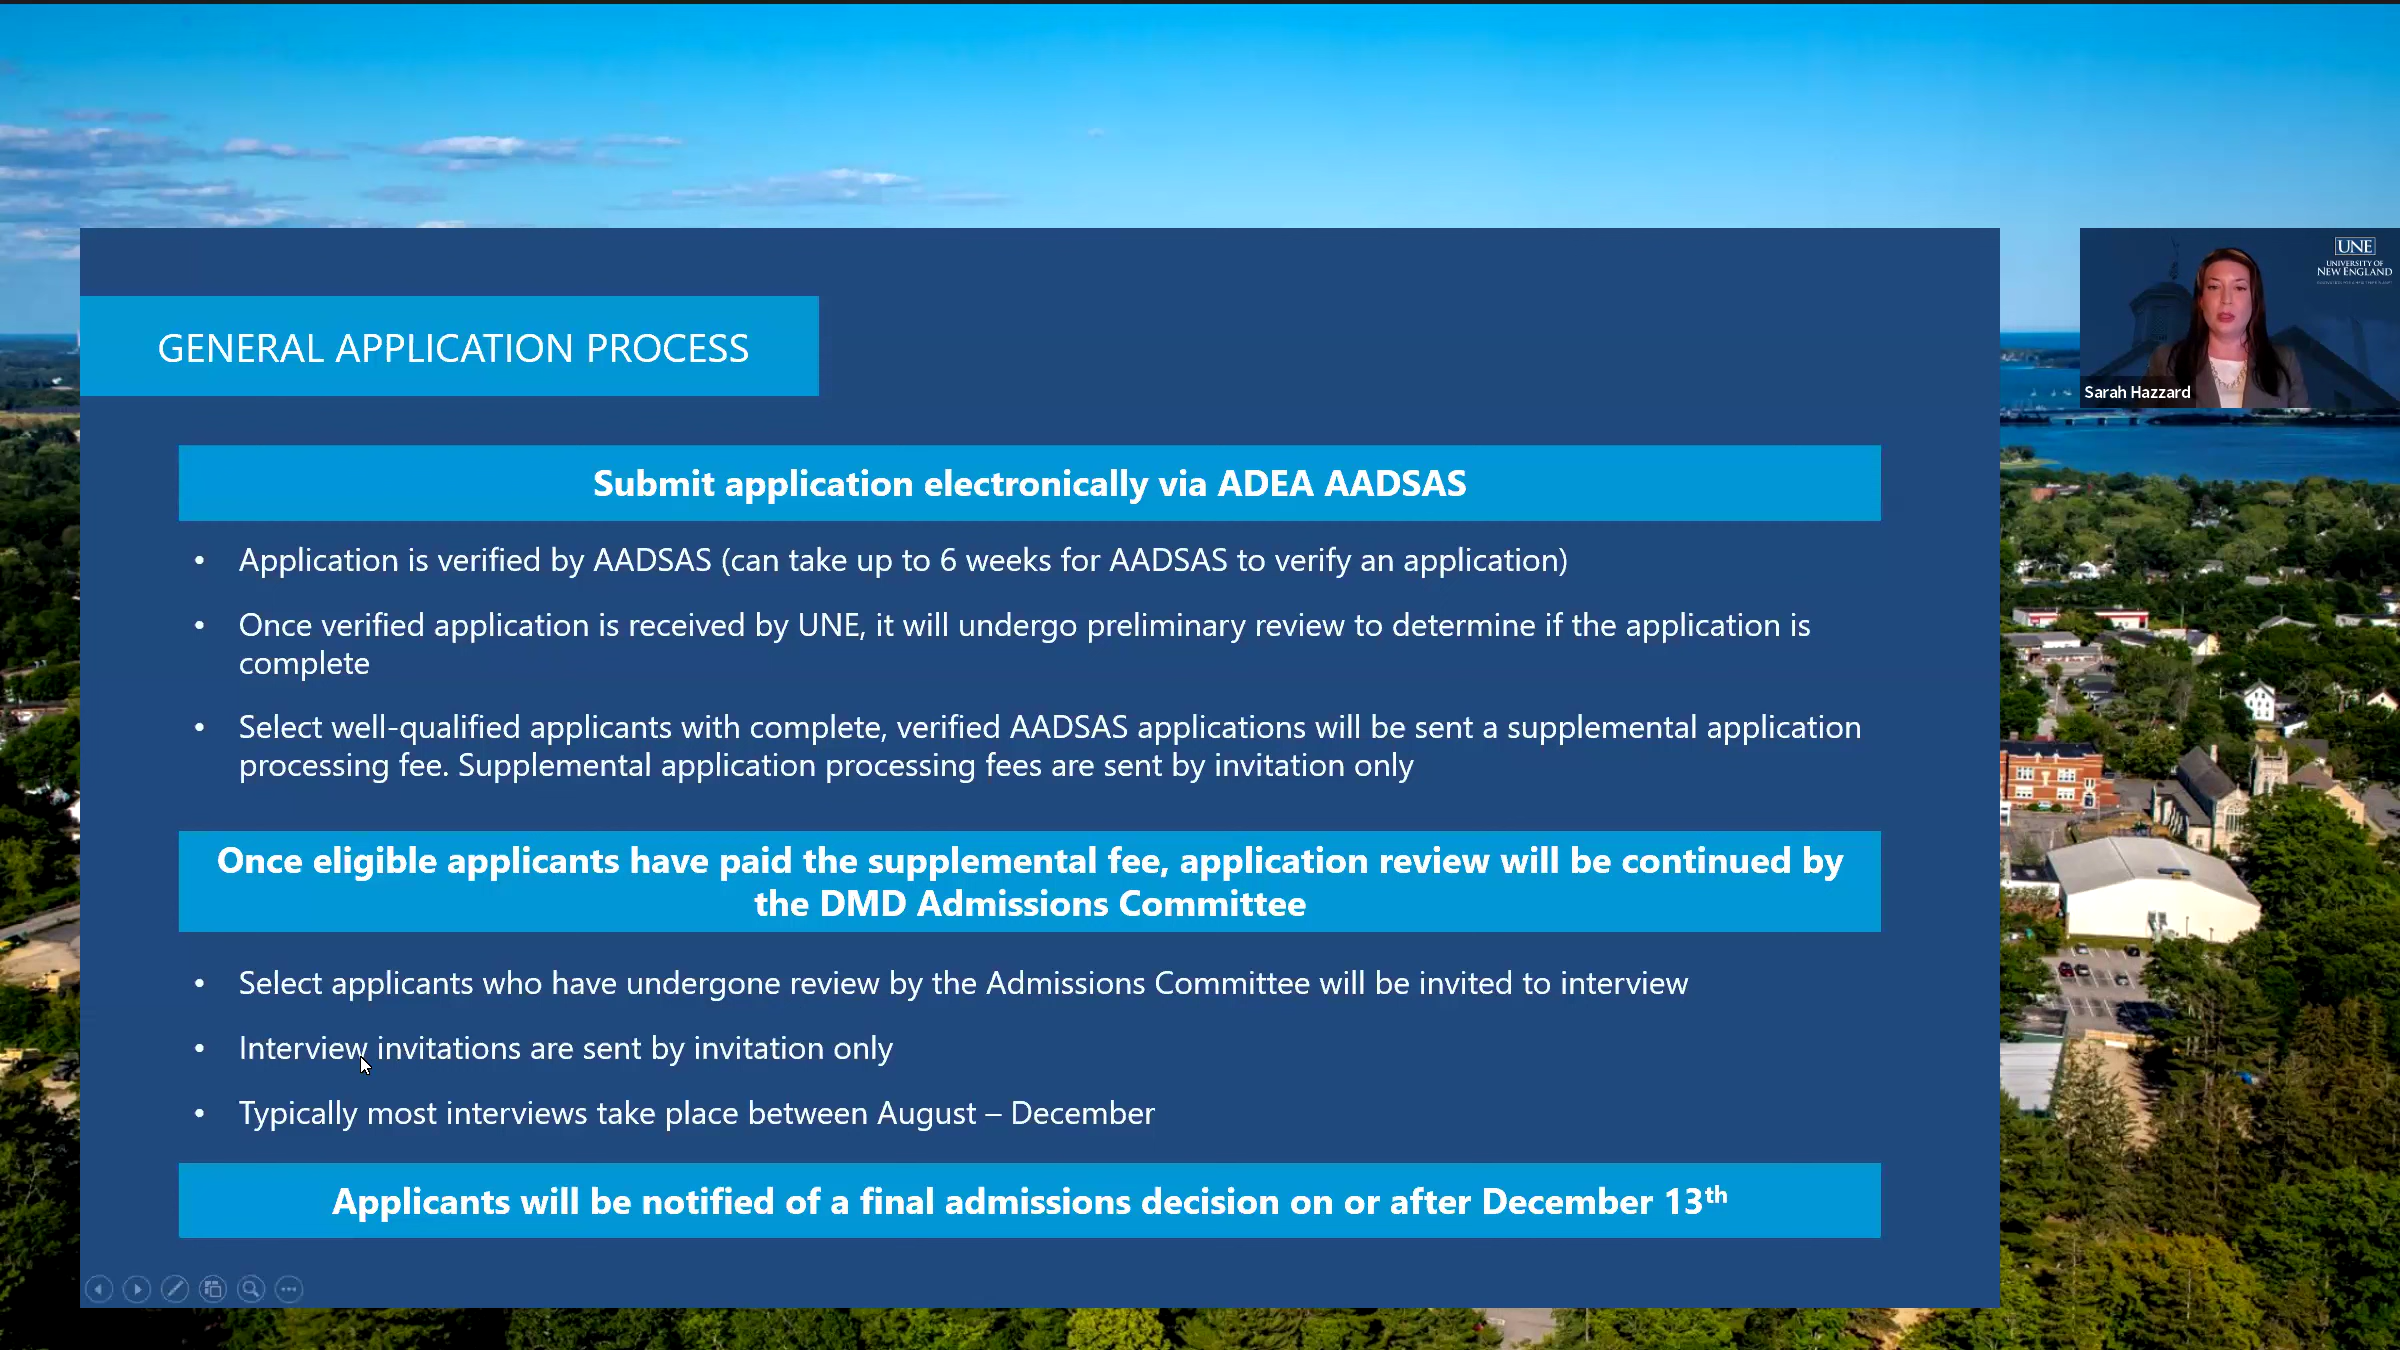 UNE
UNIVERSITY OF
NEW ENGLAND
Sarah Hazzard
GENERAL APPLICATION PROCESS
Submit application electronically via ADEA AADSAS
• Application is verified by AADSAS (can take up to 6 weeks for AADSAS to verify an application)
• Once verified application is received by UNE, it will undergo preliminary review to determine if the application is
complete
• Select well-qualified applicants with complete, verified AADSAS applications will be sent a supplemental application
processing fee. Supplemental application processing fees are sent by invitation only
Once eligible applicants have paid the supplemental fee, application review will be continued by
the DMD Admissions Committee
• Select applicants who have undergone review by the Admissions Committee will be invited to interview
• Interview invitations are sent by invitation only
• Typically most interviews take place between August – December
Applicants will be notified of a final admissions decision on or after December 13th